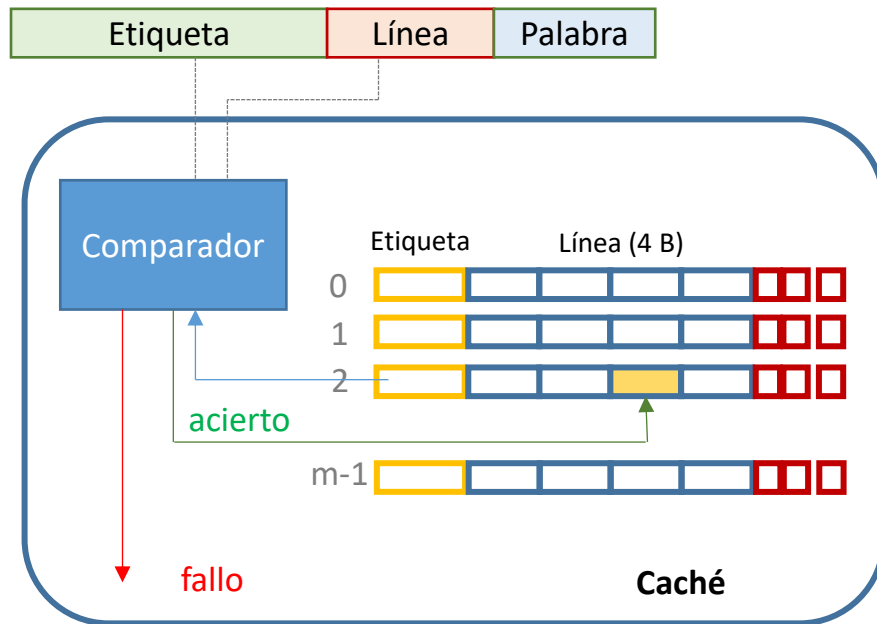 Etiqueta Línea Palabra
Comparador
Etiqueta Línea (4 B)
0
1
2
acierto
m-1
fallo
Caché